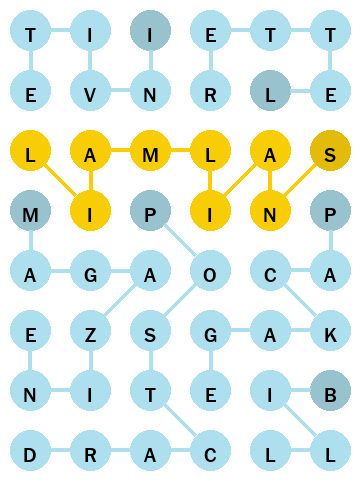 T I I E T T
E V N R L E
L A M L A S
M I P I N P
A G A O C A
E Z S G A K
N I T E I B
D R A C L L